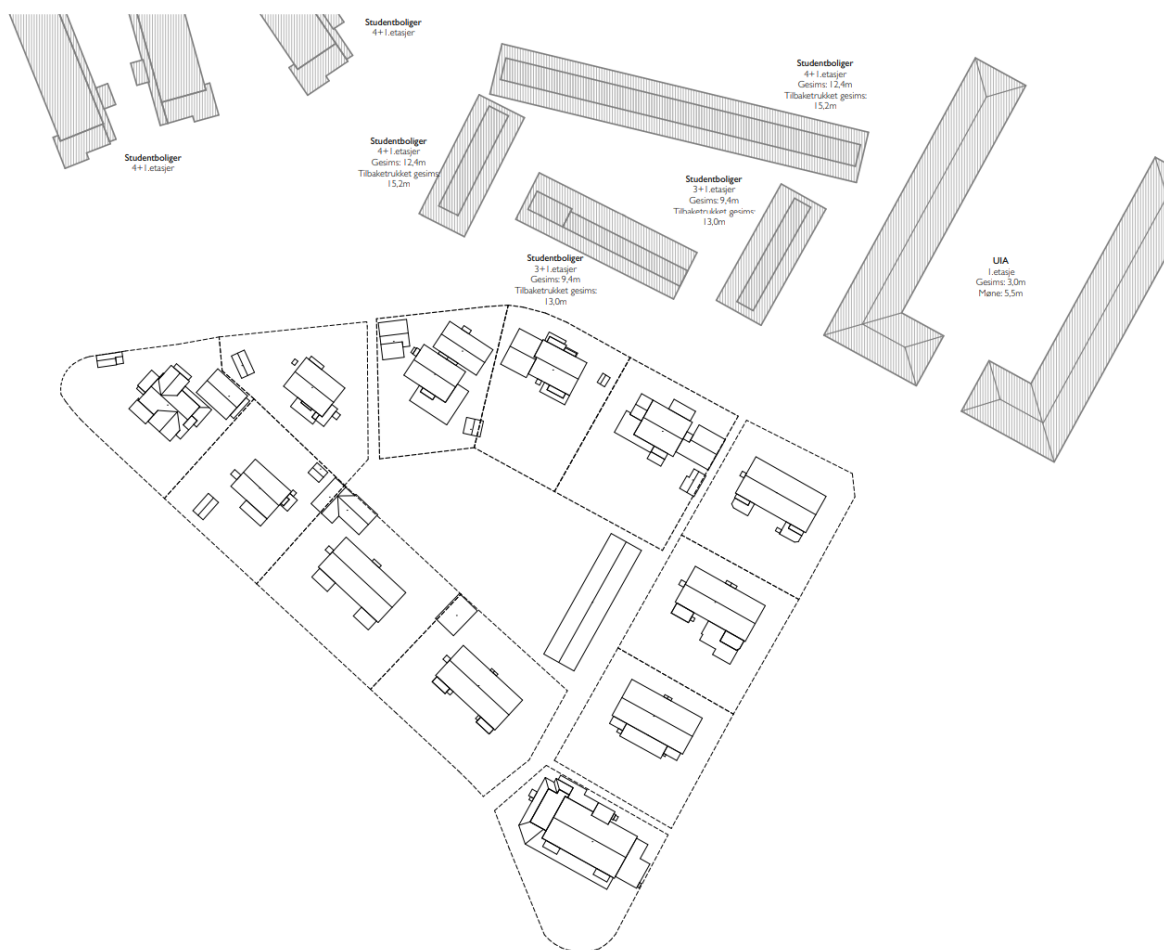 Studentboliger
4+1.etasjer
Studentboliger
4+1.etasjer
Gesims: 12,4m
Tilbaketrukket gesims:
15,2m
Studentboliger
4+1.etasjer
Gesims: 12,4m
Tilbaketrukket gesims:
15,2m
Studentboliger
4+1.etasjer
Studentboliger
3+1.etasjer
Gesims: 9,4m
Tilbaketrukket gesims:
13,0m
Studentboliger
3+1.etasjer
Gesims: 9,4m
Tilbaketrukket gesims:
13,0m
UIA
1.etasje
Gesims: 3,0m
Møne: 5,5m